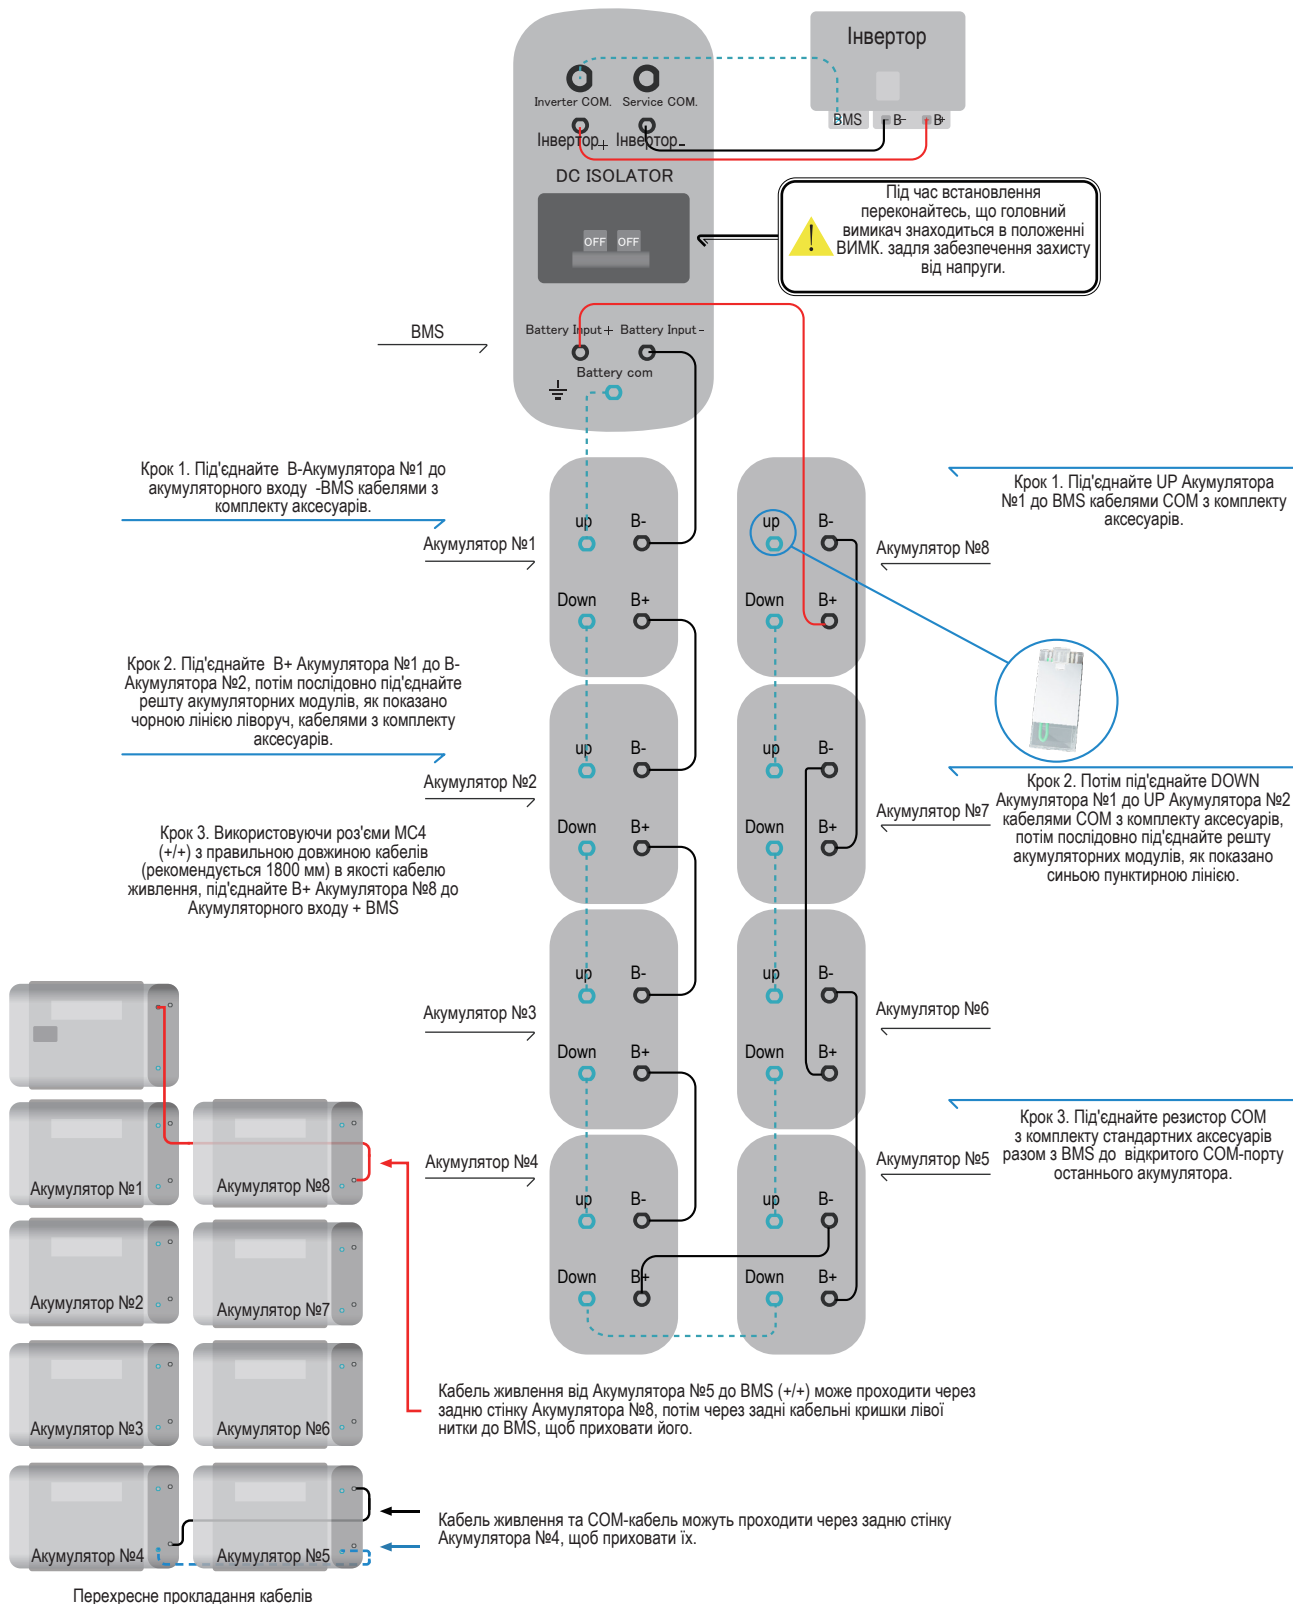 Інвертор
Inverter COM. Service COM.
BMS B- B+
Інвертор+ Інвертор-
DC ISOLATOR
OFF OFF
Під час встановлення
переконайтесь, що головний
вимикач знаходиться в положенні
ВИМК. задля забезпечення захисту
від напруги.
BMS
Battery Input+ Battery Input-
Battery com
Крок 1. Під'єднайте B-Акумулятора №1 до
акумуляторного входу -BMS кабелями з
комплекту аксесуарів.
Акумулятор №1
up B-
Down B+
up B-
Down B+
Акумулятор №8
Крок 1. Під'єднайте UP Акумулятора
№1 до BMS кабелями COM з комплекту
аксесуарів.
Крок 2. Під'єднайте B+ Акумулятора №1 до B-
Акумулятора №2, потім послідовно під'єднайте
решту акумуляторних модулів, як показано
чорною лінією ліворуч, кабелями з комплекту
аксесуарів.
Акумулятор №2
up B-
Down B+
up B-
Down B+
Акумулятор №7
Крок 2. Потім під'єднайте DOWN
Акумулятора №1 до UP Акумулятора №2
кабелями COM з комплекту аксесуарів,
потім послідовно під'єднайте решту
акумуляторних модулів, як показано
синьою пунктирною лінією.
Крок 3. Використовуючи роз'єми MC4
(+/+) з правильною довжиною кабелів
(рекомендується 1800 мм) в якості кабелю
живлення, під'єднайте B+ Акумулятора №8 до
Акумуляторного входу + BMS
Акумулятор №3
up B-
Down B+
up B-
Down B+
Акумулятор №6
Крок 3. Під'єднайте резистор COM
з комплекту стандартних аксесуарів
разом з BMS до відкритого COM-порту
останнього акумулятора.
Акумулятор №4
up B-
Down B+
up B-
Down B+
Акумулятор №5
Акумулятор №1 Акумулятор №8
Акумулятор №2 Акумулятор №7
Акумулятор №3 Акумулятор №6
Акумулятор №4 Акумулятор №5
Кабель живлення від Акумулятора №5 до BMS (+/+) може проходити через
задню стінку Акумулятора №8, потім через задні кабельні кришки лівої
нитки до BMS, щоб приховати його.
Кабель живлення та COM-кабель можуть проходити через задню стінку
Акумулятора №4, щоб приховати їх.
Перехресне прокладання кабелів